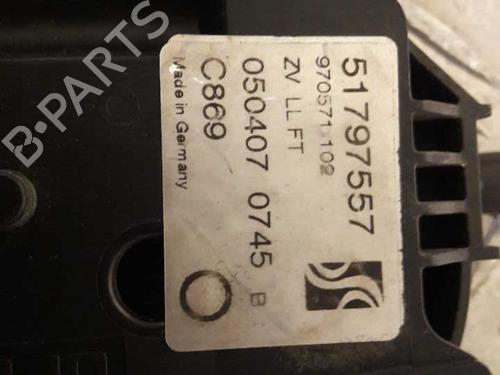 51797557
970571 102
ZV LL FT
050407 0745 B
C869
Made in Germany
B-PARTS